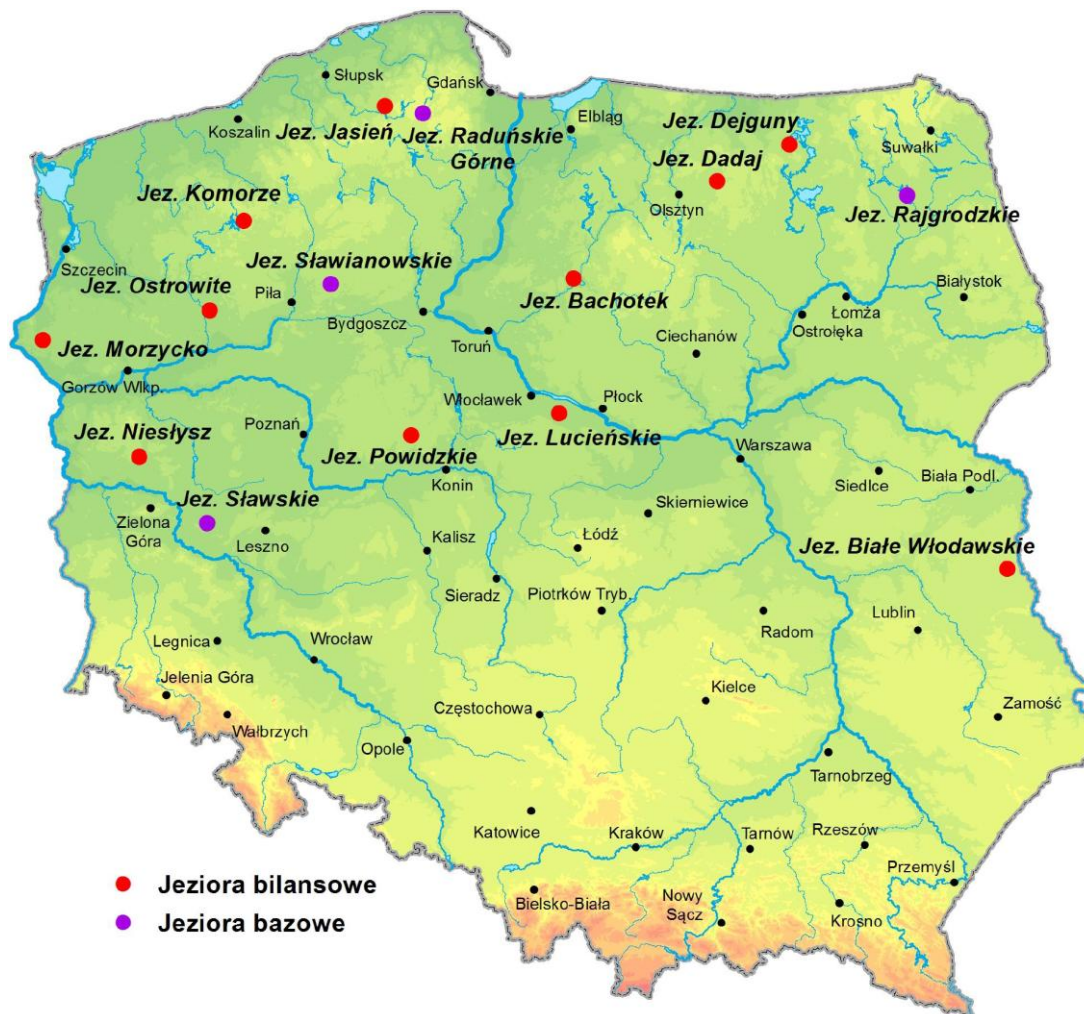 Słupsk
Gdańsk
Koszalin
Jez. Jasień
Jez. Raduńskie
Górne
Elbląg
Jez. Dejguny
Suwałki
Jez. Dadaj
Olsztyn
Jez. Komorze
Jez. Rajgrodzkie
Szczecin
Jez. Sławianowskie
Jez. Ostrowite
Piła
Bydgoszcz
Jez. Bachotek
Białystok
Łomża
Ostrołęka
Toruń
Ciechanów
Jez. Morzycko
Gorzów Wlkp.
Włocławek
Płock
Poznań
Jez. Lucieńskie
Jez. Niesłysz
Jez. Powidzkie
Warszawa
Konin
Siedlce
Biała Podl.
Jez. Sławskie
Skierniewice
Zielona
Góra
Leszno
Kalisz
Łódź
Jez. Białe Włodawskie
Sieradz
Piotrków Tryb.
Radom
Lublin
Legnica
Wrocław
Jelenia Góra
Kielce
Zamość
Wałbrzych
Częstochowa
Opole
Tarnobrzeg
Katowice
Kraków
Tarnów
Rzeszów
Przemyśl
Jeziora bilansowe
Bielsko-Biała
Nowy
Sącz
Krosno
Jeziora bazowe